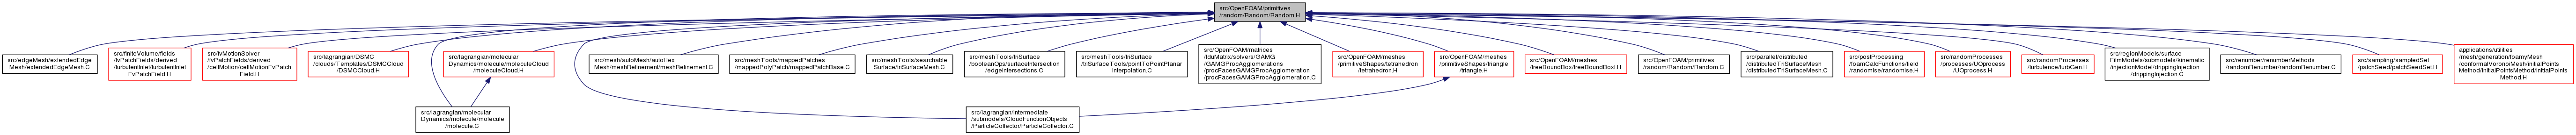 src/OpenFOAM/primitives
/random/Random/Random.H
src/edgeMesh/extendedEdge
Mesh/extendedEdgeMesh.C
src/finiteVolume/fields
/fvPatchFields/derived
/turbulentInlet/turbulentInlet
FvPatchField.H
src/fvMotionSolver
/fvPatchFields/derived
/cellMotion/cellMotionFvPatch
Field.H
src/lagrangian/DSMC
/clouds/Templates/DSMCCloud
/DSMCCloud.H
src/lagrangian/molecular
Dynamics/molecule/moleculeCloud
/moleculeCloud.H
src/mesh/autoMesh/autoHex
Mesh/meshRefinement/meshRefinement.C
src/meshTools/mappedPatches
/mappedPolyPatch/mappedPatchBase.C
src/meshTools/searchable
Surface/triSurfaceMesh.C
src/meshTools/triSurface
/booleanOps/surfaceIntersection
/edgeIntersections.C
src/meshTools/triSurface
/triSurfaceTools/pointToPointPlanar
Interpolation.C
src/OpenFOAM/matrices
/lduMatrix/solvers/GAMG
/GAMGProcAgglomerations
/procFacesGAMGProcAgglomeration
/procFacesGAMGProcAgglomeration.C
src/OpenFOAM/meshes
/primitiveShapes/tetrahedron
/tetrahedron.H
src/OpenFOAM/meshes
/primitiveShapes/triangle
/triangle.H
src/OpenFOAM/meshes
/treeBoundBox/treeBoundBox.H
src/OpenFOAM/primitives
/random/Random/Random.C
src/parallel/distributed
/distributedTriSurfaceMesh
/distributedTriSurfaceMesh.C
src/postProcessing
/foamCalcFunctions/field
/randomise/randomise.H
src/randomProcesses
/processes/UOprocess
/UOprocess.H
src/randomProcesses
/turbulence/turbGen.H
src/regionModels/surface
FilmModels/submodels/kinematic
/injectionModel/drippingInjection
/drippingInjection.C
src/renumber/renumberMethods
/randomRenumber/randomRenumber.C
src/sampling/sampledSet
/patchSeed/patchSeedSet.H
applications/utilities
/mesh/generation/foamyMesh
/conformalVoronoiMesh/initialPoints
Method/initialPointsMethod/initialPoints
Method.H
src/lagrangian/molecular
Dynamics/molecule/molecule
/molecule.C
src/lagrangian/intermediate
/submodels/CloudFunctionObjects
/ParticleCollector/ParticleCollector.C